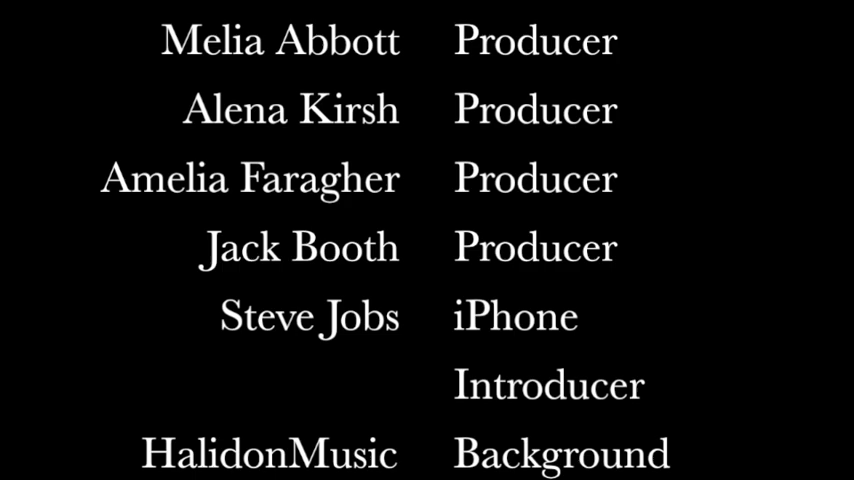 Melia Abbott Producer
Alena Kirsh Producer
Amelia Faragher Producer
Jack Booth Producer
Steve Jobs iPhone
Introducer
HalidonMusic Background